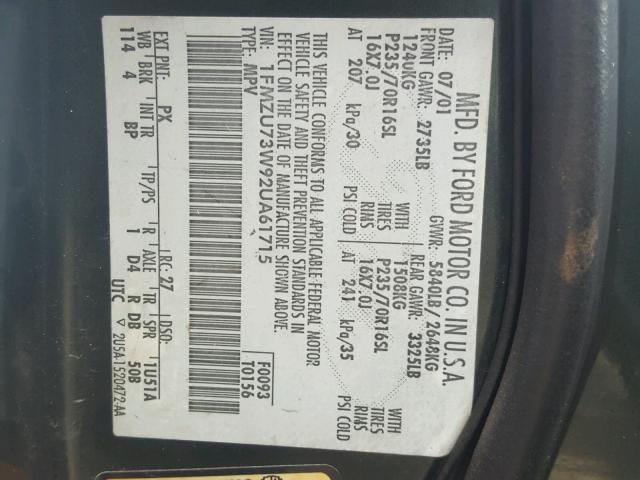 MFD. BY FORD MOTOR CO. IN U.S.A.
DATE: 07/01 GVWR: 5840LB/ 2648KG
FRONT GAWR: 2735LB REAR GAWR: 3325LB
1240KG WITH 1508KG WITH
P235/70R16SL TIRES P235/70R16SL TIRES
16X7.0J RIMS 16X7.0J RIMS
AT 207 kPa/30 PSI COLD AT 241 kPa/35 PSI COLD
THIS VEHICLE CONFORMS TO ALL APPLICABLE FEDERAL MOTOR
VEHICLE SAFETY AND THEFT PREVENTION STANDARDS IN
EFFECT ON THE DATE OF MANUFACTURE SHOWN ABOVE.
VIN: 1FMZU73W92UA61715 F0093
TYPE: MPV T0156
EXT PNT: PX RC: 27 DSO:
WB BRK INT TR TP/PS R AXLE TR SPR 1U51A
114 4 BP 1 D4 R DB 50B
UTC ▽ 2U5A-1520472-AA